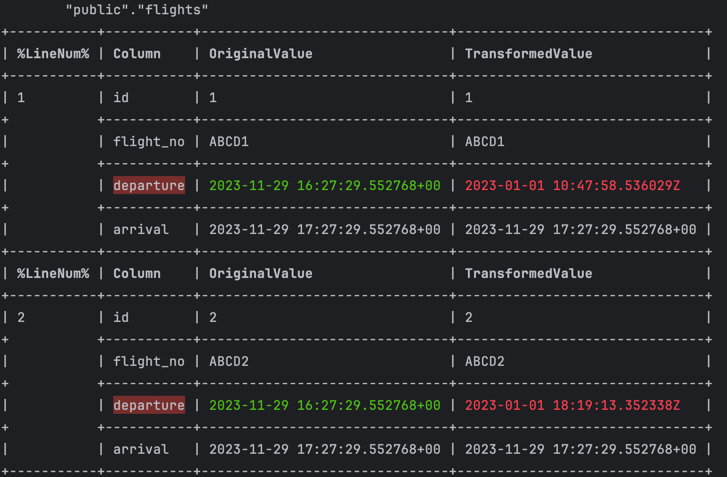 "public"."flights"
| %LineNum% | Column | OriginalValue | TransformedValue |
| 1 | id | 1 | 1 |
| | flight_no | ABCD1 | ABCD1 |
| | departure | 2023-11-29 16:27:29.552768+00 | 2023-01-01 10:47:58.536029Z |
| | arrival | 2023-11-29 17:27:29.552768+00 | 2023-11-29 17:27:29.552768+00 |
| %LineNum% | Column | OriginalValue | TransformedValue |
| 2 | id | 2 | 2 |
| | flight_no | ABCD2 | ABCD2 |
| | departure | 2023-11-29 16:27:29.552768+00 | 2023-01-01 18:19:13.352338Z |
| | arrival | 2023-11-29 17:27:29.552768+00 | 2023-11-29 17:27:29.552768+00 |